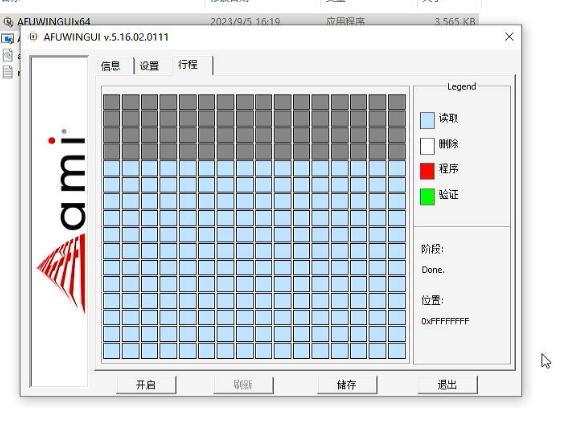 AFUWINGUIx64
2023/9/5 16:19
应用程序
3,565 KB
AFUWINGUI v.5.16.02.0111
信息
设置
行程
ami
Legend
读取
删除
程序
验证
阶段:
Done.
位置:
0xFFFFFFFF
开启
刷新
储存
退出